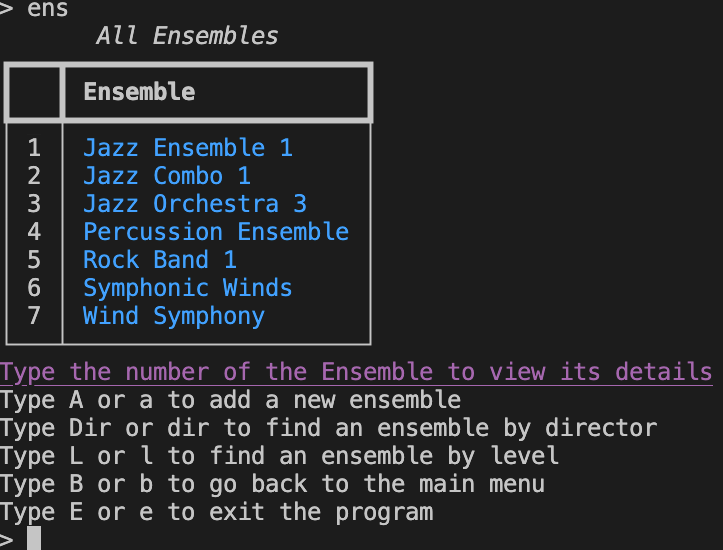 > ens
All Ensembles
Ensemble
1 Jazz Ensemble 1
2 Jazz Combo 1
3 Jazz Orchestra 3
4 Percussion Ensemble
5 Rock Band 1
6 Symphonic Winds
7 Wind Symphony
Type the number of the Ensemble to view its details
Type A or a to add a new ensemble
Type Dir or dir to find an ensemble by director
Type L or l to find an ensemble by level
Type B or b to go back to the main menu
Type E or e to exit the program
>